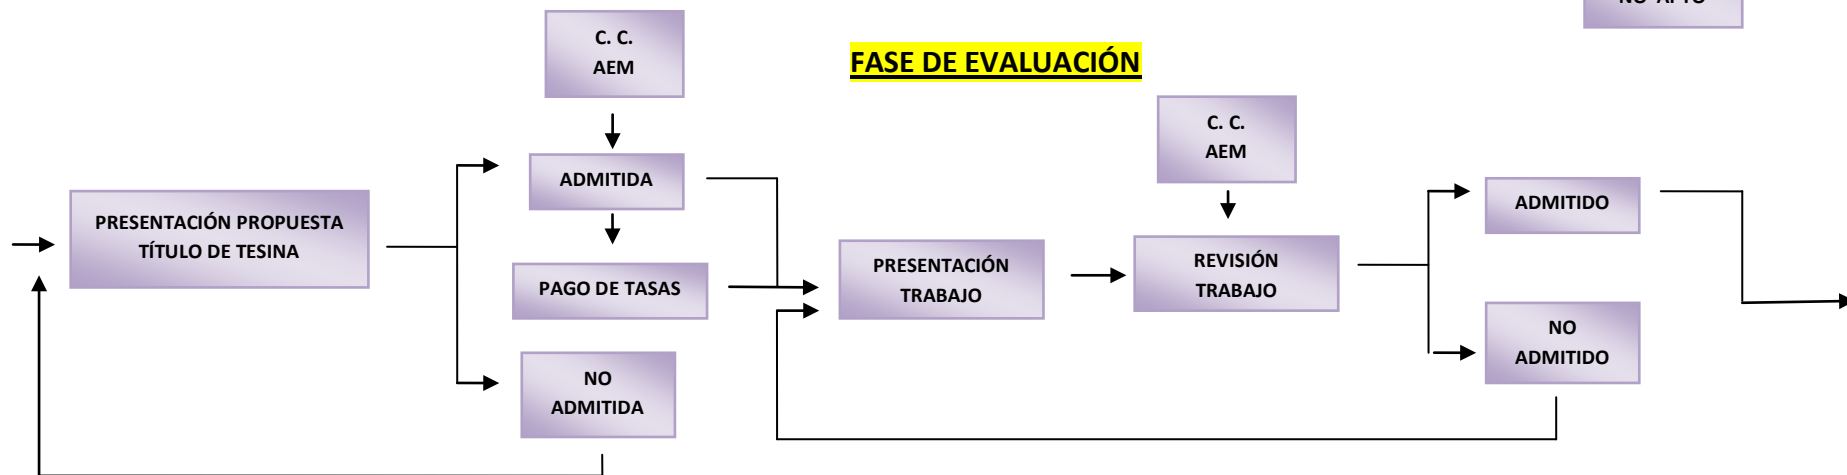 C. C.
AEM
FASE DE EVALUACIÓN
C. C.
AEM
ADMITIDA
PRESENTACIÓN PROPUESTA
TÍTULO DE TESINA
ADMITIDO
PAGO DE TASAS
PRESENTACIÓN
TRABAJO
REVISIÓN
TRABAJO
NO
ADMITIDO
NO
ADMITIDA